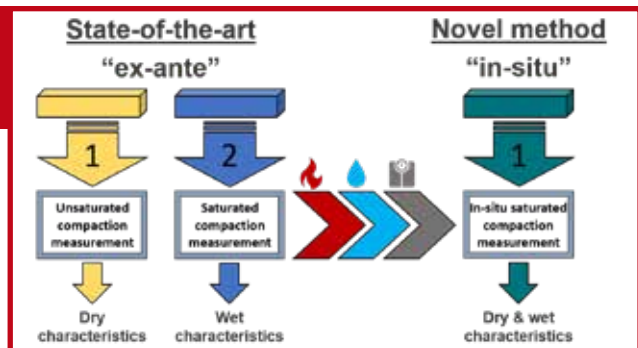 State-of-the-art
“ex-ante”
1
Unsaturated
compaction
measurement
Dry
characteristics
2
Saturated
compaction
measurement
Wet
characteristics
Novel method
“in-situ”
1
In-situ saturated
compaction
measurement
Dry & wet
characteristics